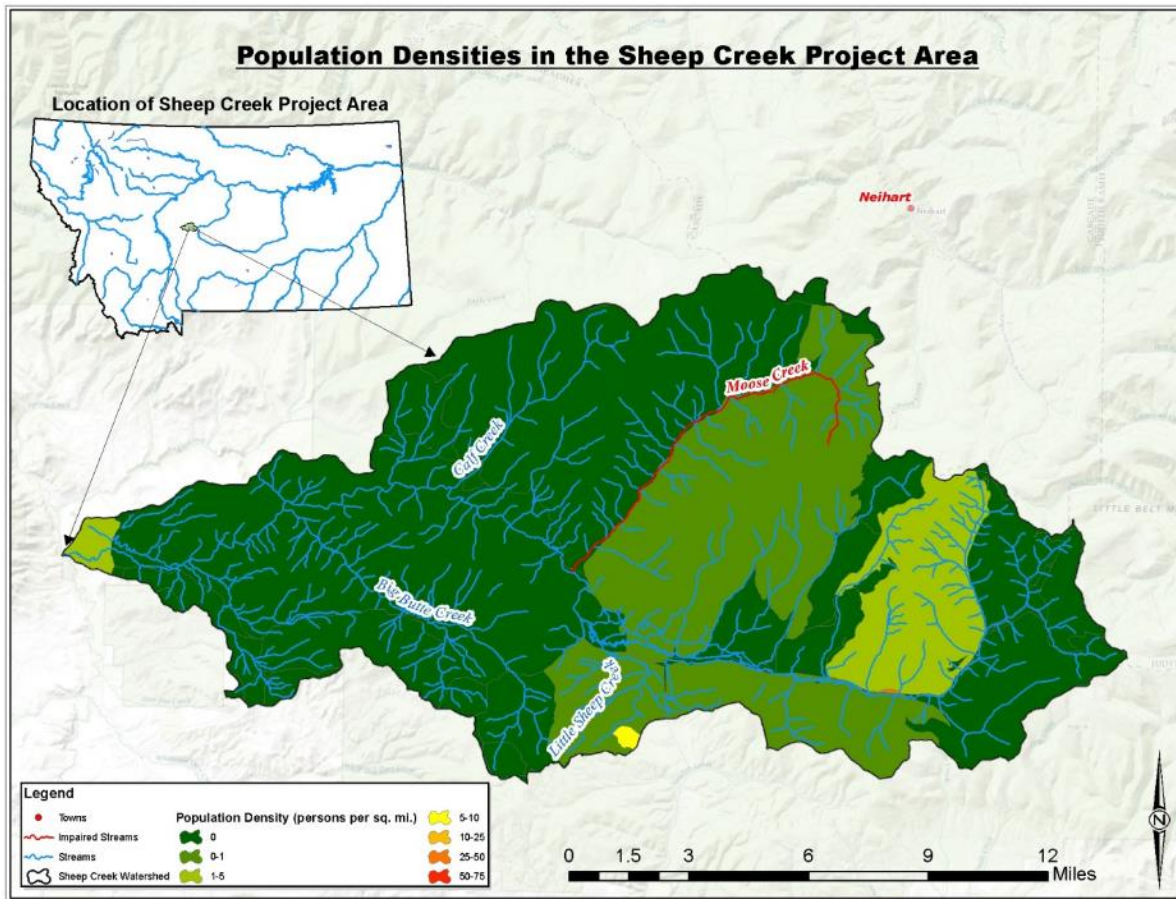 Population Densities in the Sheep Creek Project Area
Location of Sheep Creek Project Area
Neihart
Neihart
Moose Creek
Calf Creek
Big Butte Creek
Little Sheep Creek
LITTLE BELT M
Legend
Towns
Impaired Streams
Streams
Sheep Creek Watershed
Population Density (persons per sq. mi.)
0
0-1
1-5
5-10
10-25
25-50
50-75
0 1.5 3 6 9 12
Miles
N